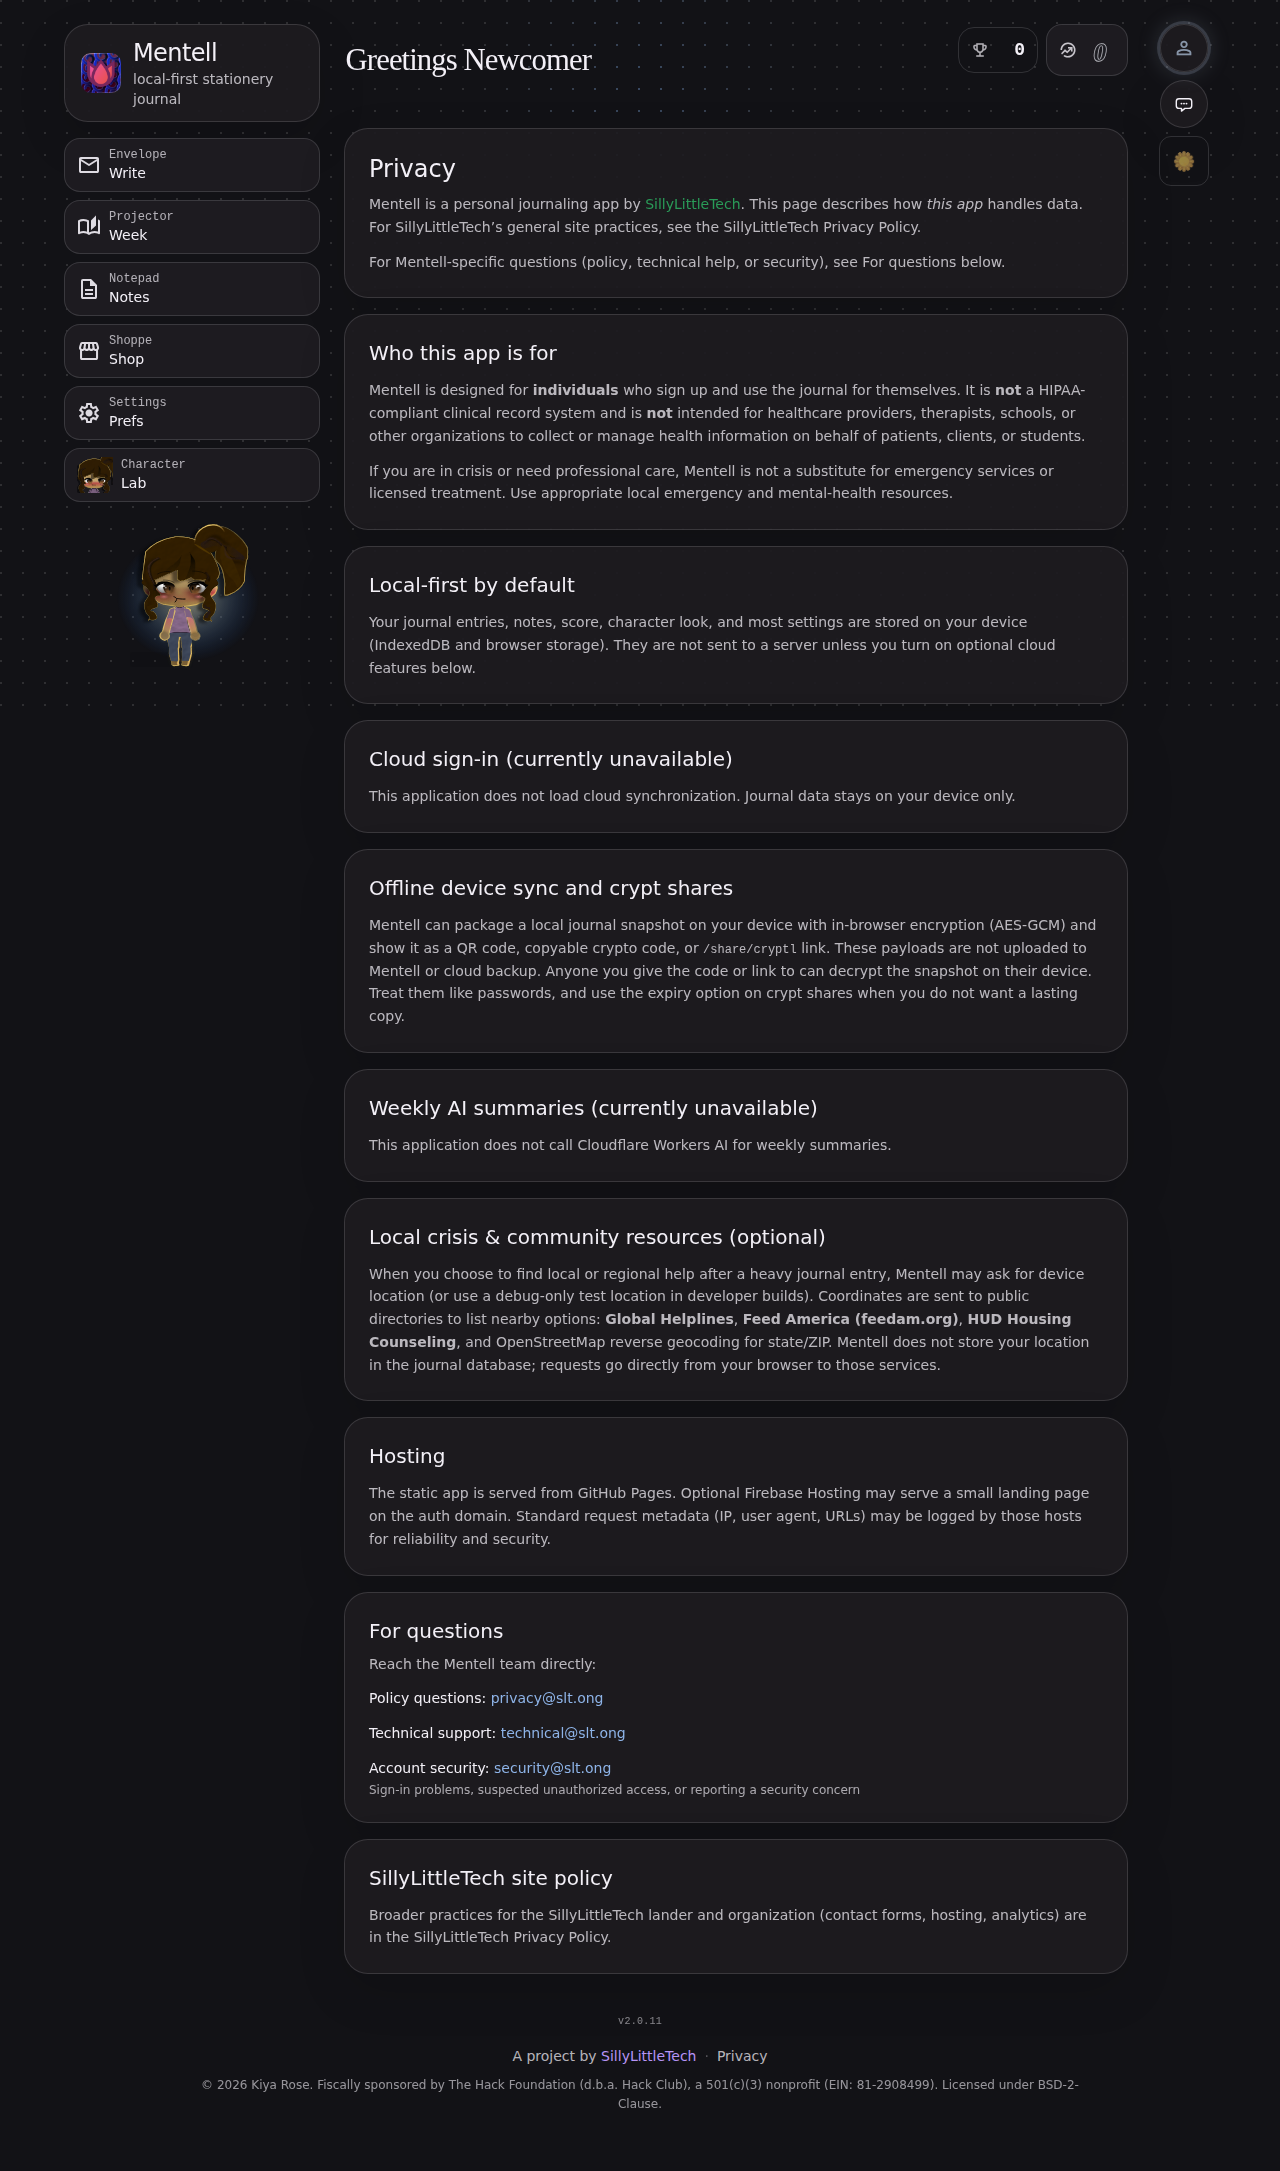 Mentell
local-first stationery
journal
Envelope
Write
Projector
Week
Notepad
Notes
Shoppe
Shop
Settings
Prefs
Character
Lab
Greetings Newcomer
0
0
Privacy
Mentell is a personal journaling app by SillyLittleTech. This page describes how this app handles data.
For SillyLittleTech’s general site practices, see the SillyLittleTech Privacy Policy.
For Mentell-specific questions (policy, technical help, or security), see For questions below.
Who this app is for
Mentell is designed for individuals who sign up and use the journal for themselves. It is not a HIPAA-
compliant clinical record system and is not intended for healthcare providers, therapists, schools, or
other organizations to collect or manage health information on behalf of patients, clients, or students.
If you are in crisis or need professional care, Mentell is not a substitute for emergency services or
licensed treatment. Use appropriate local emergency and mental-health resources.
Local-first by default
Your journal entries, notes, score, character look, and most settings are stored on your device
(IndexedDB and browser storage). They are not sent to a server unless you turn on optional cloud
features below.
Cloud sign-in (currently unavailable)
This application does not load cloud synchronization. Journal data stays on your device only.
Offline device sync and crypt shares
Mentell can package a local journal snapshot on your device with in-browser encryption (AES-GCM) and
show it as a QR code, copyable crypto code, or /share/cryptl link. These payloads are not uploaded to
Mentell or cloud backup. Anyone you give the code or link to can decrypt the snapshot on their device.
Treat them like passwords, and use the expiry option on crypt shares when you do not want a lasting
copy.
Weekly AI summaries (currently unavailable)
This application does not call Cloudflare Workers AI for weekly summaries.
Local crisis & community resources (optional)
When you choose to find local or regional help after a heavy journal entry, Mentell may ask for device
location (or use a debug-only test location in developer builds). Coordinates are sent to public
directories to list nearby options: Global Helplines, Feed America (feedam.org), HUD Housing
Counseling, and OpenStreetMap reverse geocoding for state/ZIP. Mentell does not store your location
in the journal database; requests go directly from your browser to those services.
Hosting
The static app is served from GitHub Pages. Optional Firebase Hosting may serve a small landing page
on the auth domain. Standard request metadata (IP, user agent, URLs) may be logged by those hosts
for reliability and security.
For questions
Reach the Mentell team directly:
Policy questions: privacy@slt.ong
Technical support: technical@slt.ong
Account security: security@slt.ong
Sign-in problems, suspected unauthorized access, or reporting a security concern
SillyLittleTech site policy
Broader practices for the SillyLittleTech lander and organization (contact forms, hosting, analytics) are
in the SillyLittleTech Privacy Policy.
v2.0.11
A project by SillyLittleTech · Privacy
© 2026 Kiya Rose. Fiscally sponsored by The Hack Foundation (d.b.a. Hack Club), a 501(c)(3) nonprofit (EIN: 81-2908499). Licensed under BSD-2-
Clause.